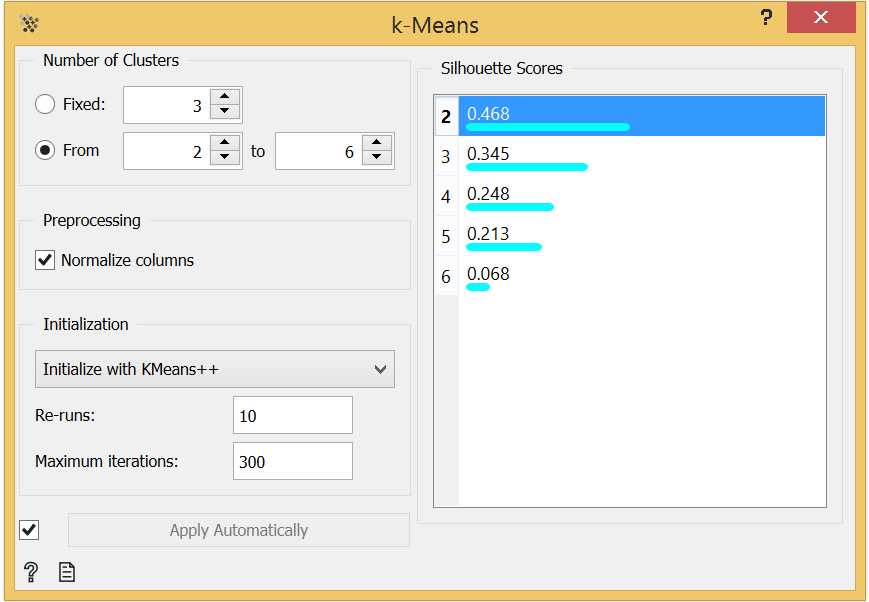 k-Means
?
Number of Clusters
Fixed: 3
From 2 to 6
Preprocessing
Normalize columns
Initialization
Initialize with KMeans++
Re-runs: 10
Maximum iterations: 300
Apply Automatically
?
Silhouette Scores
2 0.468
3 0.345
4 0.248
5 0.213
6 0.068